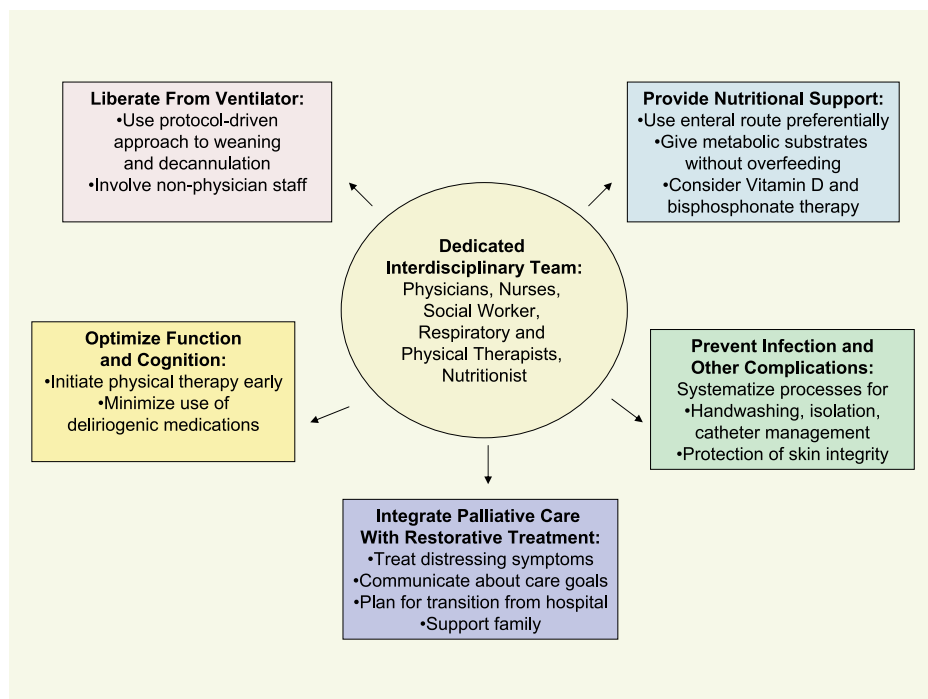 Liberate From Ventilator:
•Use protocol-driven
approach to weaning
and decannulation
•Involve non-physician staff
Provide Nutritional Support:
•Use enteral route preferentially
•Give metabolic substrates
without overfeeding
•Consider Vitamin D and
bisphosphonate therapy
Dedicated
Interdisciplinary Team:
Physicians, Nurses,
Social Worker,
Respiratory and
Physical Therapists,
Nutritionist
Optimize Function
and Cognition:
•Initiate physical therapy early
•Minimize use of
deliriogenic medications
Prevent Infection and
Other Complications:
Systematize processes for
•Handwashing, isolation,
catheter management
•Protection of skin integrity
Integrate Palliative Care
With Restorative Treatment:
•Treat distressing symptoms
•Communicate about care goals
•Plan for transition from hospital
•Support family